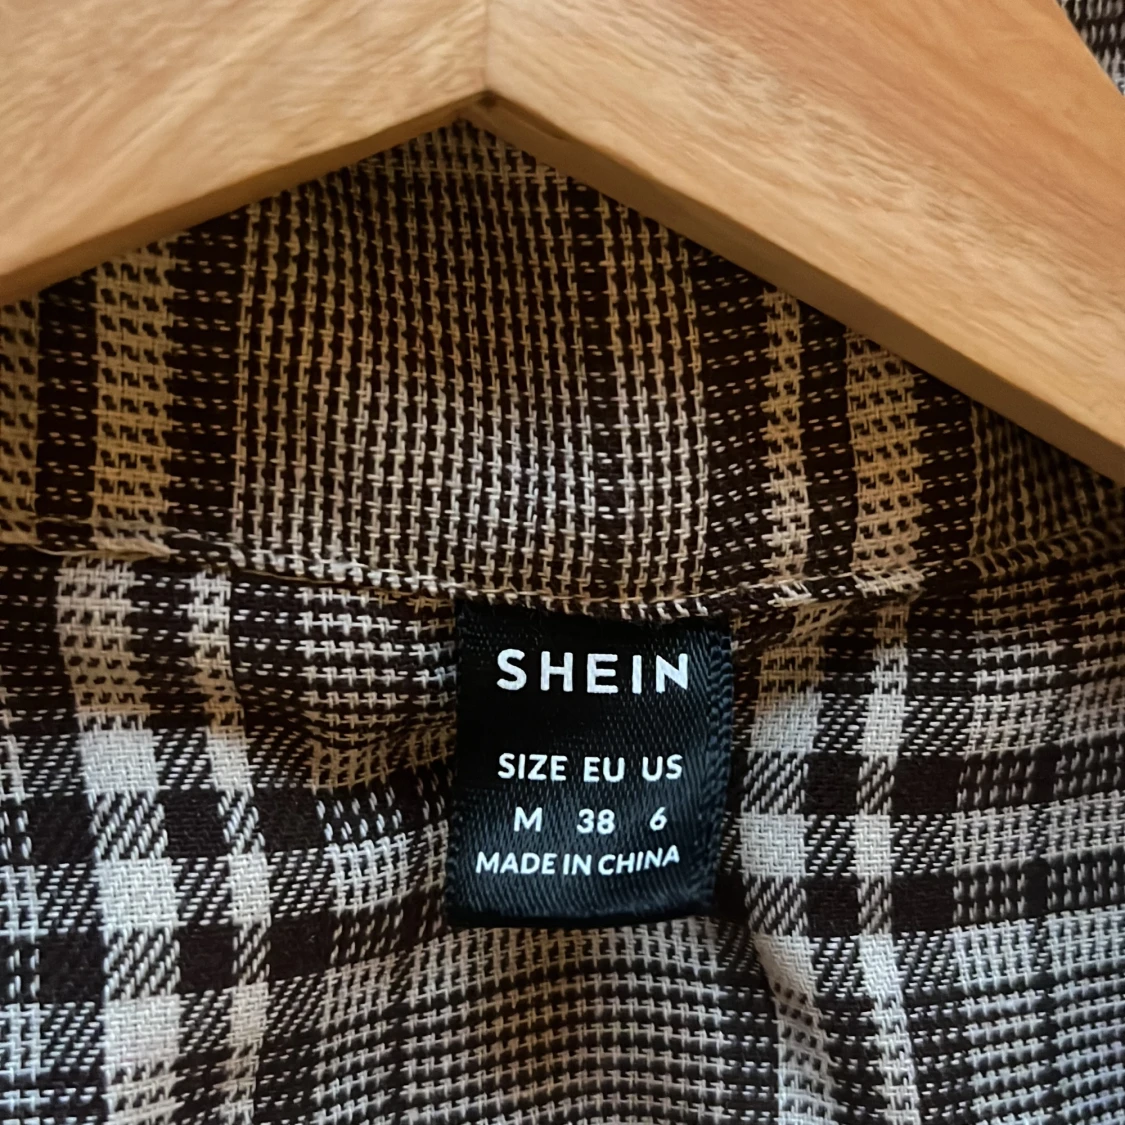 SHEIN
SIZE EU US
M 38 6
MADE IN CHINA